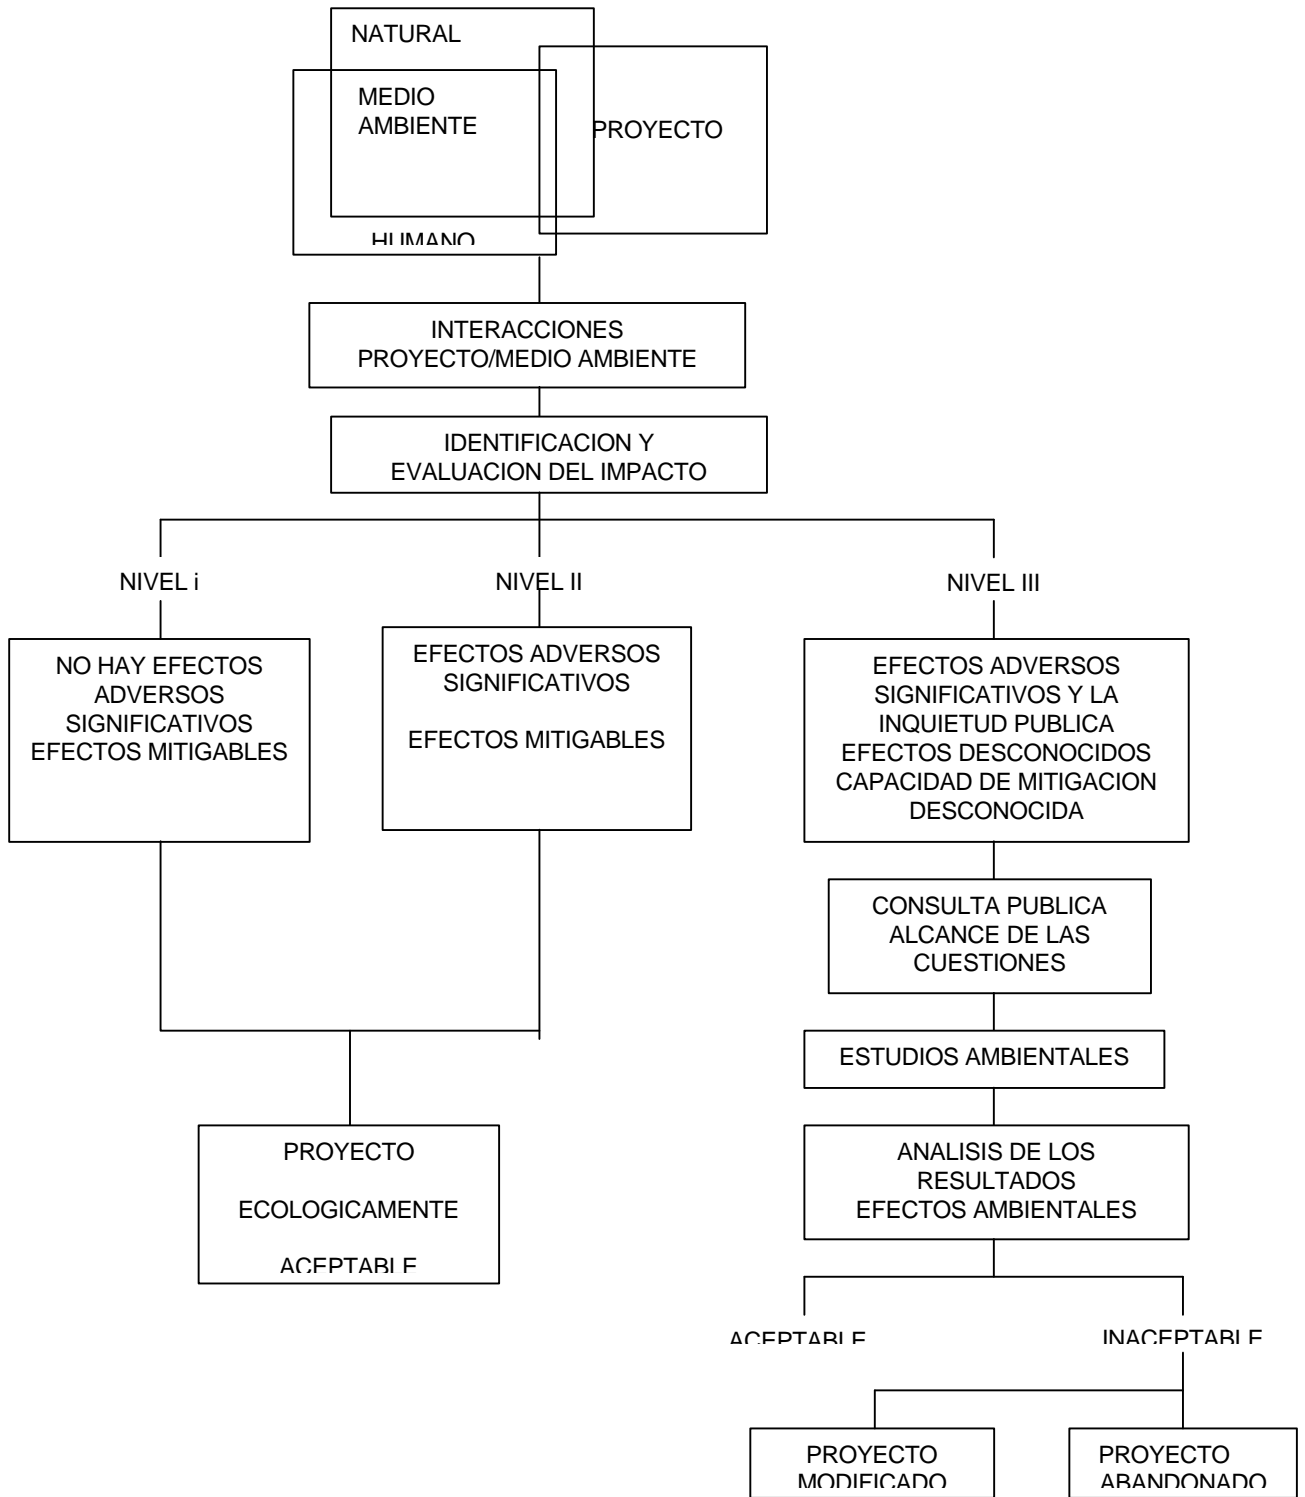 NATURAL
MEDIO
AMBIENTE
PROYECTO
HUMANO
INTERACCIONES
PROYECTO/MEDIO AMBIENTE
IDENTIFICACION Y
EVALUACION DEL IMPACTO
NIVEL i
NIVEL II
NIVEL III
NO HAY EFECTOS
ADVERSOS
SIGNIFICATIVOS
EFECTOS MITIGABLES
EFECTOS ADVERSOS
SIGNIFICATIVOS
EFECTOS MITIGABLES
EFECTOS ADVERSOS
SIGNIFICATIVOS Y LA
INQUIETUD PUBLICA
EFECTOS DESCONOCIDOS
CAPACIDAD DE MITIGACION
DESCONOCIDA
CONSULTA PUBLICA
ALCANCE DE LAS
CUESTIONES
ESTUDIOS AMBIENTALES
PROYECTO
ECOLOGICAMENTE
ACEPTABLE
ANALISIS DE LOS
RESULTADOS
EFECTOS AMBIENTALES
ACEPTABLE
INACEPTABLE
PROYECTO
MODIFICADO
PROYECTO
ABANDONADO